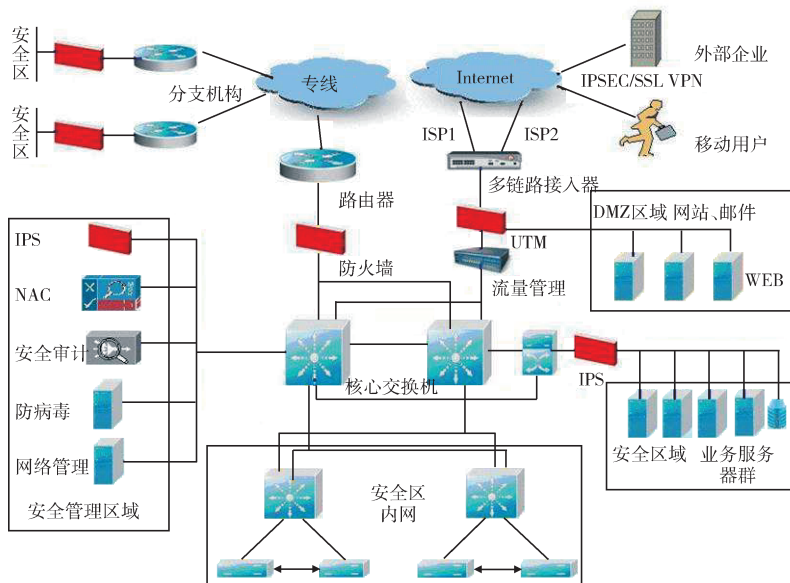 安全区
分支机构
安全区
专线
Internet
外部企业
IPSEC/SSL VPN
移动用户
ISP1
ISP2
路由器
多链路接入器
防火墙
UTM
流量管理
DMZ区域 网站、邮件
WEB
IPS
NAC
安全审计
防病毒
网络管理
安全管理区域
核心交换机
IPS
安全区域
业务服务
器群
安全区
内网